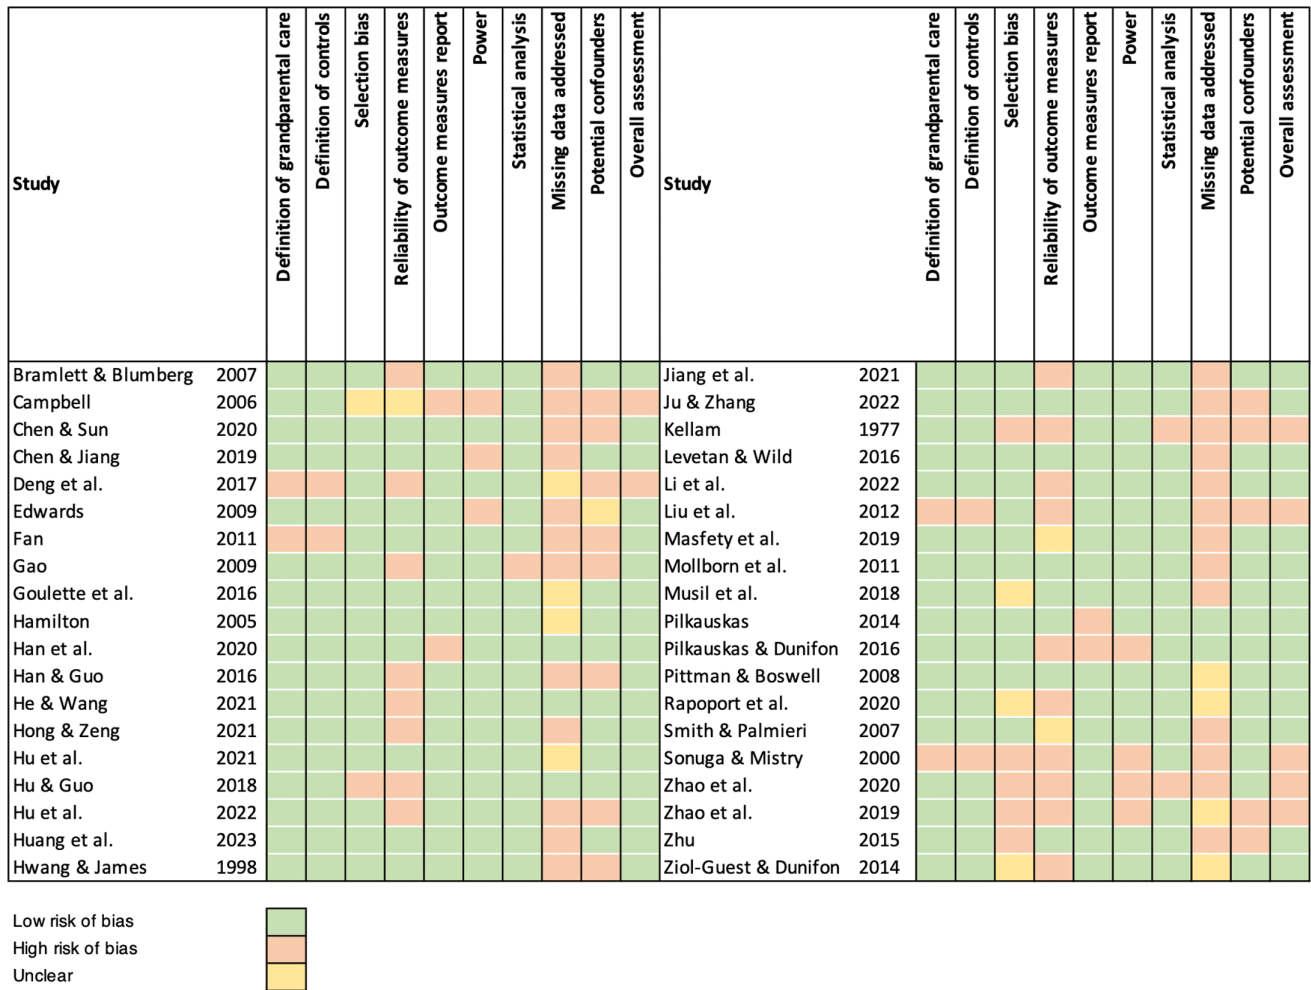 Study
Definition of grandparental care
Definition of controls
Selection bias
Reliability of outcome measures
Outcome measures report
Power
Statistical analysis
Missing data addressed
Potential confounders
Overall assessment
Study
Definition of grandparental care
Definition of controls
Selection bias
Reliability of outcome measures
Outcome measures report
Power
Statistical analysis
Missing data addressed
Potential confounders
Overall assessment
Bramlett & Blumberg 2007
Campbell 2006
Chen & Sun 2020
Chen & Jiang 2019
Deng et al. 2017
Edwards 2009
Fan 2011
Gao 2009
Goulette et al. 2016
Hamilton 2005
Han et al. 2020
Han & Guo 2016
He & Wang 2021
Hong & Zeng 2021
Hu et al. 2021
Hu & Guo 2018
Hu et al. 2022
Huang et al. 2023
Hwang & James 1998
Jiang et al. 2021
Ju & Zhang 2022
Kellam 1977
Levetan & Wild 2016
Li et al. 2022
Liu et al. 2012
Masfety et al. 2019
Mollborn et al. 2011
Musil et al. 2018
Pilkauskas 2014
Pilkauskas & Dunifon 2016
Pittman & Boswell 2008
Rapoport et al. 2020
Smith & Palmieri 2007
Sonuga & Mistry 2000
Zhao et al. 2020
Zhao et al. 2019
Zhu 2015
Ziol-Guest & Dunifon 2014
Low risk of bias
High risk of bias
Unclear